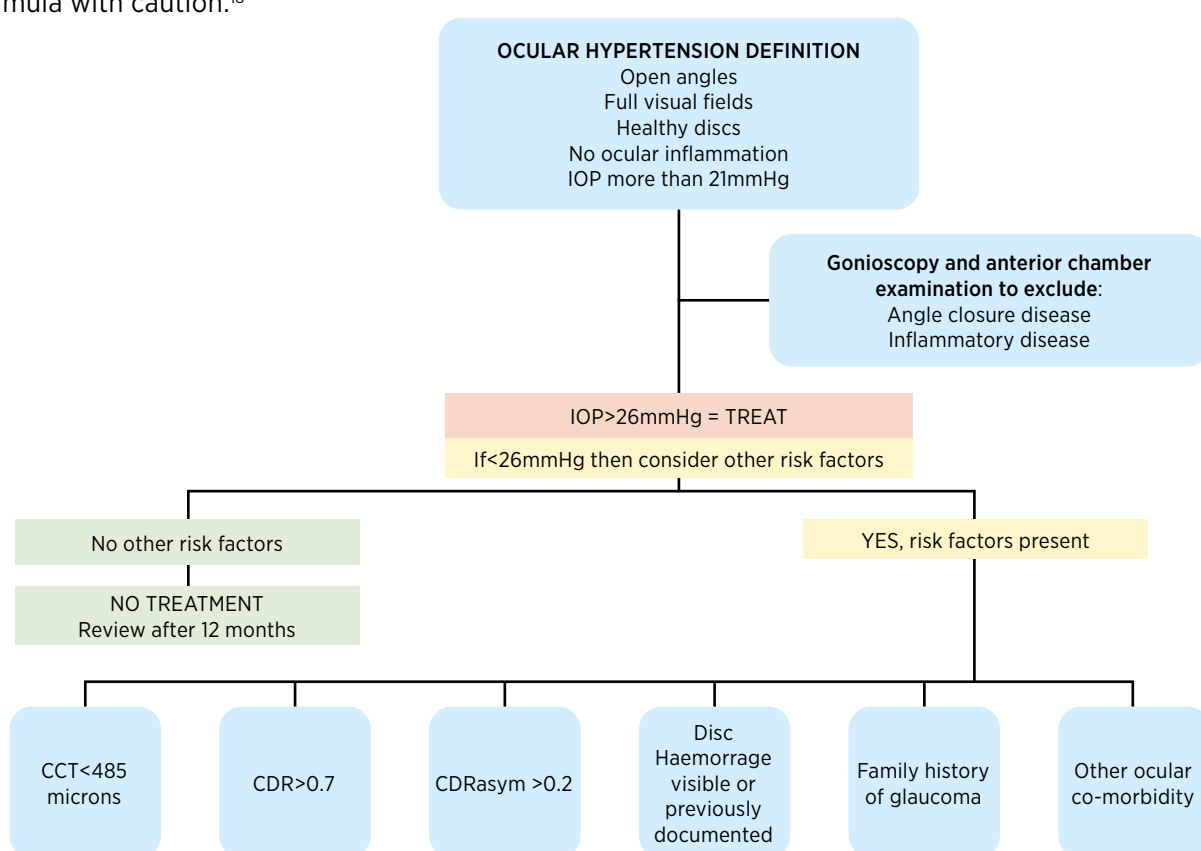 mula with caution.¹⁸
OCULAR HYPERTENSION DEFINITION
Open angles
Full visual fields
Healthy discs
No ocular inflammation
IOP more than 21mmHg
Gonioscopy and anterior chamber
examination to exclude:
Angle closure disease
Inflammatory disease
IOP>26mmHg = TREAT
If<26mmHg then consider other risk factors
No other risk factors
YES, risk factors present
NO TREATMENT
Review after 12 months
CCT<485
microns
CDR>0.7
CDRasym >0.2
Disc
Haemorrage
visible or
previously
documented
Family history
of glaucoma
Other ocular
co-morbidity